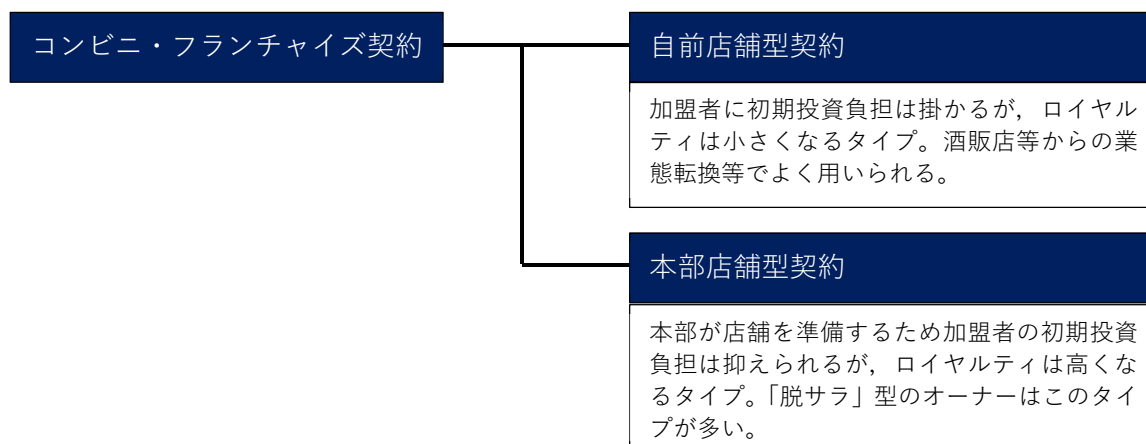 コンビニ・フランチャイズ契約
自前店舗型契約
加盟者に初期投資負担は掛かるが，ロイヤル
ティは小さくなるタイプ。酒販店等からの業
態転換等でよく用いられる。
本部店舗型契約
本部が店舗を準備するため加盟者の初期投資
負担は抑えられるが，ロイヤルティは高くな
るタイプ。「脱サラ」型のオーナーはこのタイ
プが多い。